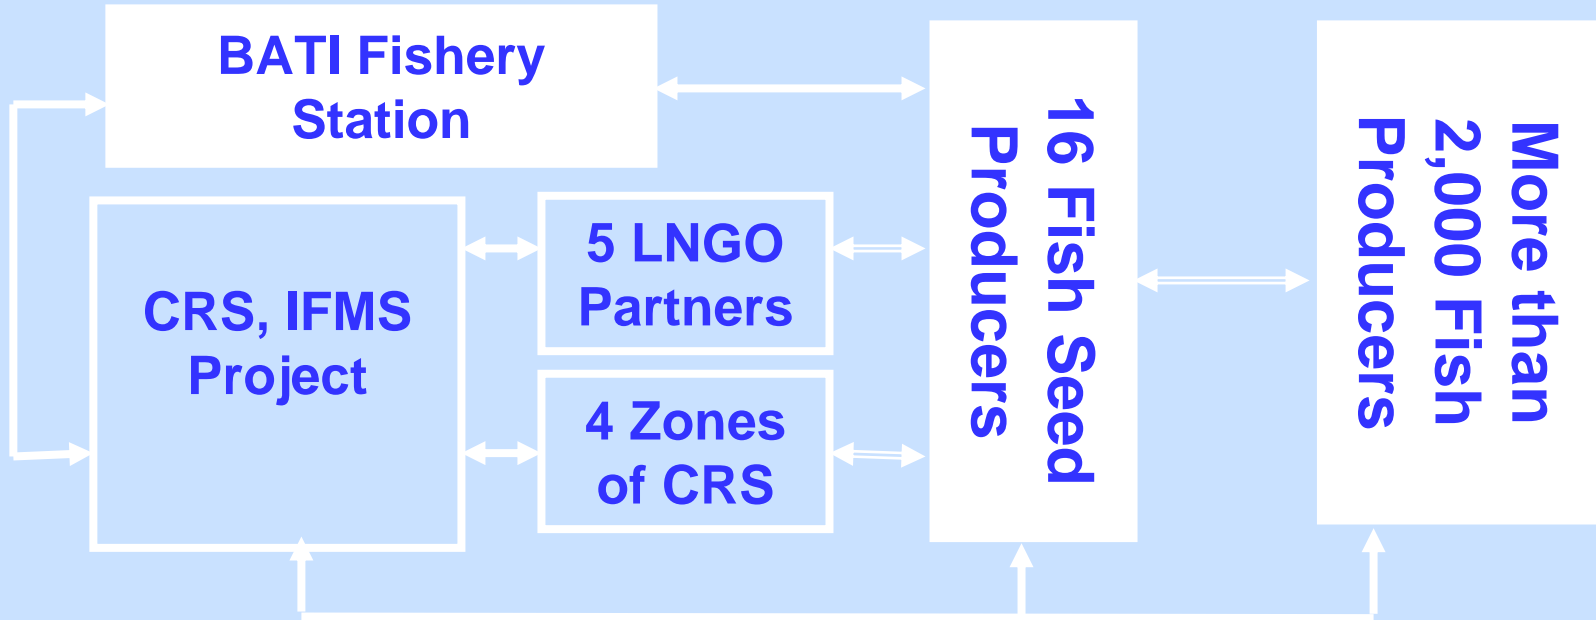 BATI Fishery
Station
CRS, IFMS
Project
5 LNGO
Partners
4 Zones
of CRS
16 Fish Seed
Producers
More than
2,000 Fish
Producers